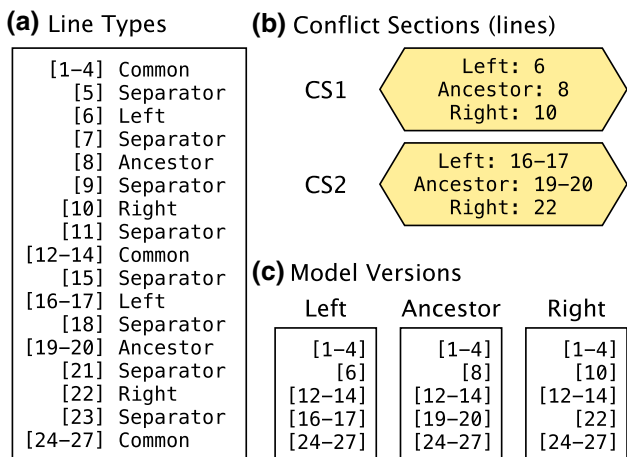 (a) Line Types
[1–4] Common
[5] Separator
[6] Left
[7] Separator
[8] Ancestor
[9] Separator
[10] Right
[11] Separator
[12–14] Common
[15] Separator
[16–17] Left
[18] Separator
[19–20] Ancestor
[21] Separator
[22] Right
[23] Separator
[24–27] Common
(b) Conflict Sections (lines)
CS1
Left: 6
Ancestor: 8
Right: 10
CS2
Left: 16–17
Ancestor: 19–20
Right: 22
(c) Model Versions
Left
[1–4]
[6]
[12–14]
[16–17]
[24–27]
Ancestor
[1–4]
[8]
[12–14]
[19–20]
[24–27]
Right
[1–4]
[10]
[12–14]
[22]
[24–27]